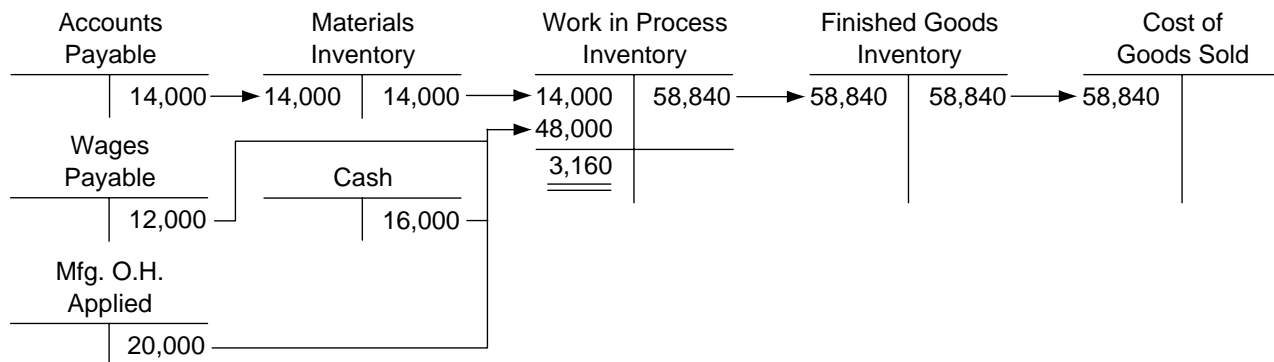 Accounts
Payable
Materials
Inventory
Work in Process
Inventory
Finished Goods
Inventory
Cost of
Goods Sold
14,000 14,000 14,000 14,000 58,840 58,840 58,840 58,840
48,000
3,160
Wages
Payable
12,000
Cash
16,000
Mfg. O.H.
Applied
20,000